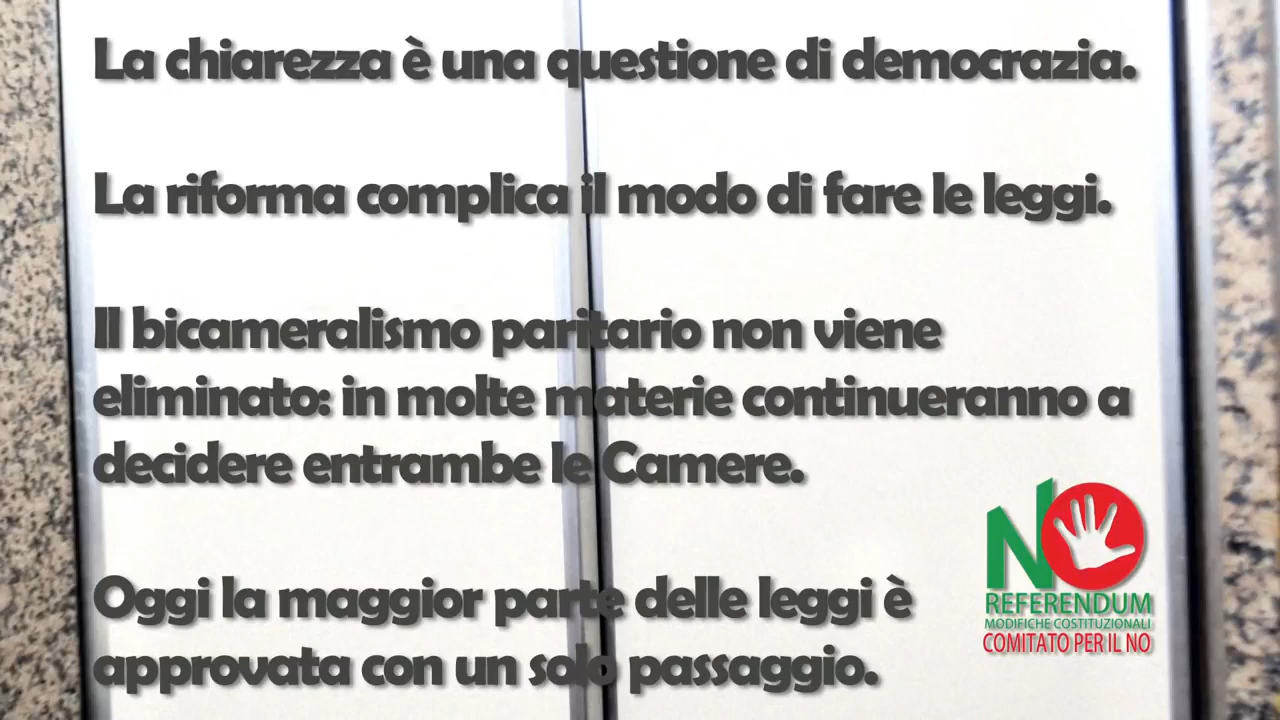 La chiarezza è una questione di democrazia.
La riforma complica il modo di fare le leggi.
Il bicameralismo paritario non viene
eliminato: in molte materie continueranno a
decidere entrambe le Camere.
Oggi la maggior parte delle leggi è
approvata con un solo passaggio.
NO
REFERENDUM
MODIFICHE COSTITUZIONALI
COMITATO PER IL NO